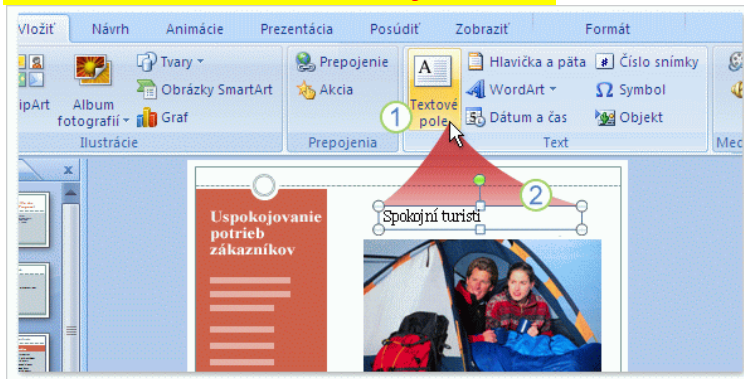 Vložiť Návrh Animácie Prezentácia Posúdiť Zobraziť Formát
Tvary Prepojenie Hlavička a päta Číslo snímky
Obrázky SmartArt Akcia WordArt Symbol
ipArt Album fotografií Graf Textové pole Dátum a čas Objekt
1
Ilustrácie Prepojenia Text Med
x
2
Spokojní turisti
Uspokojovanie
potrieb
zákazníkov